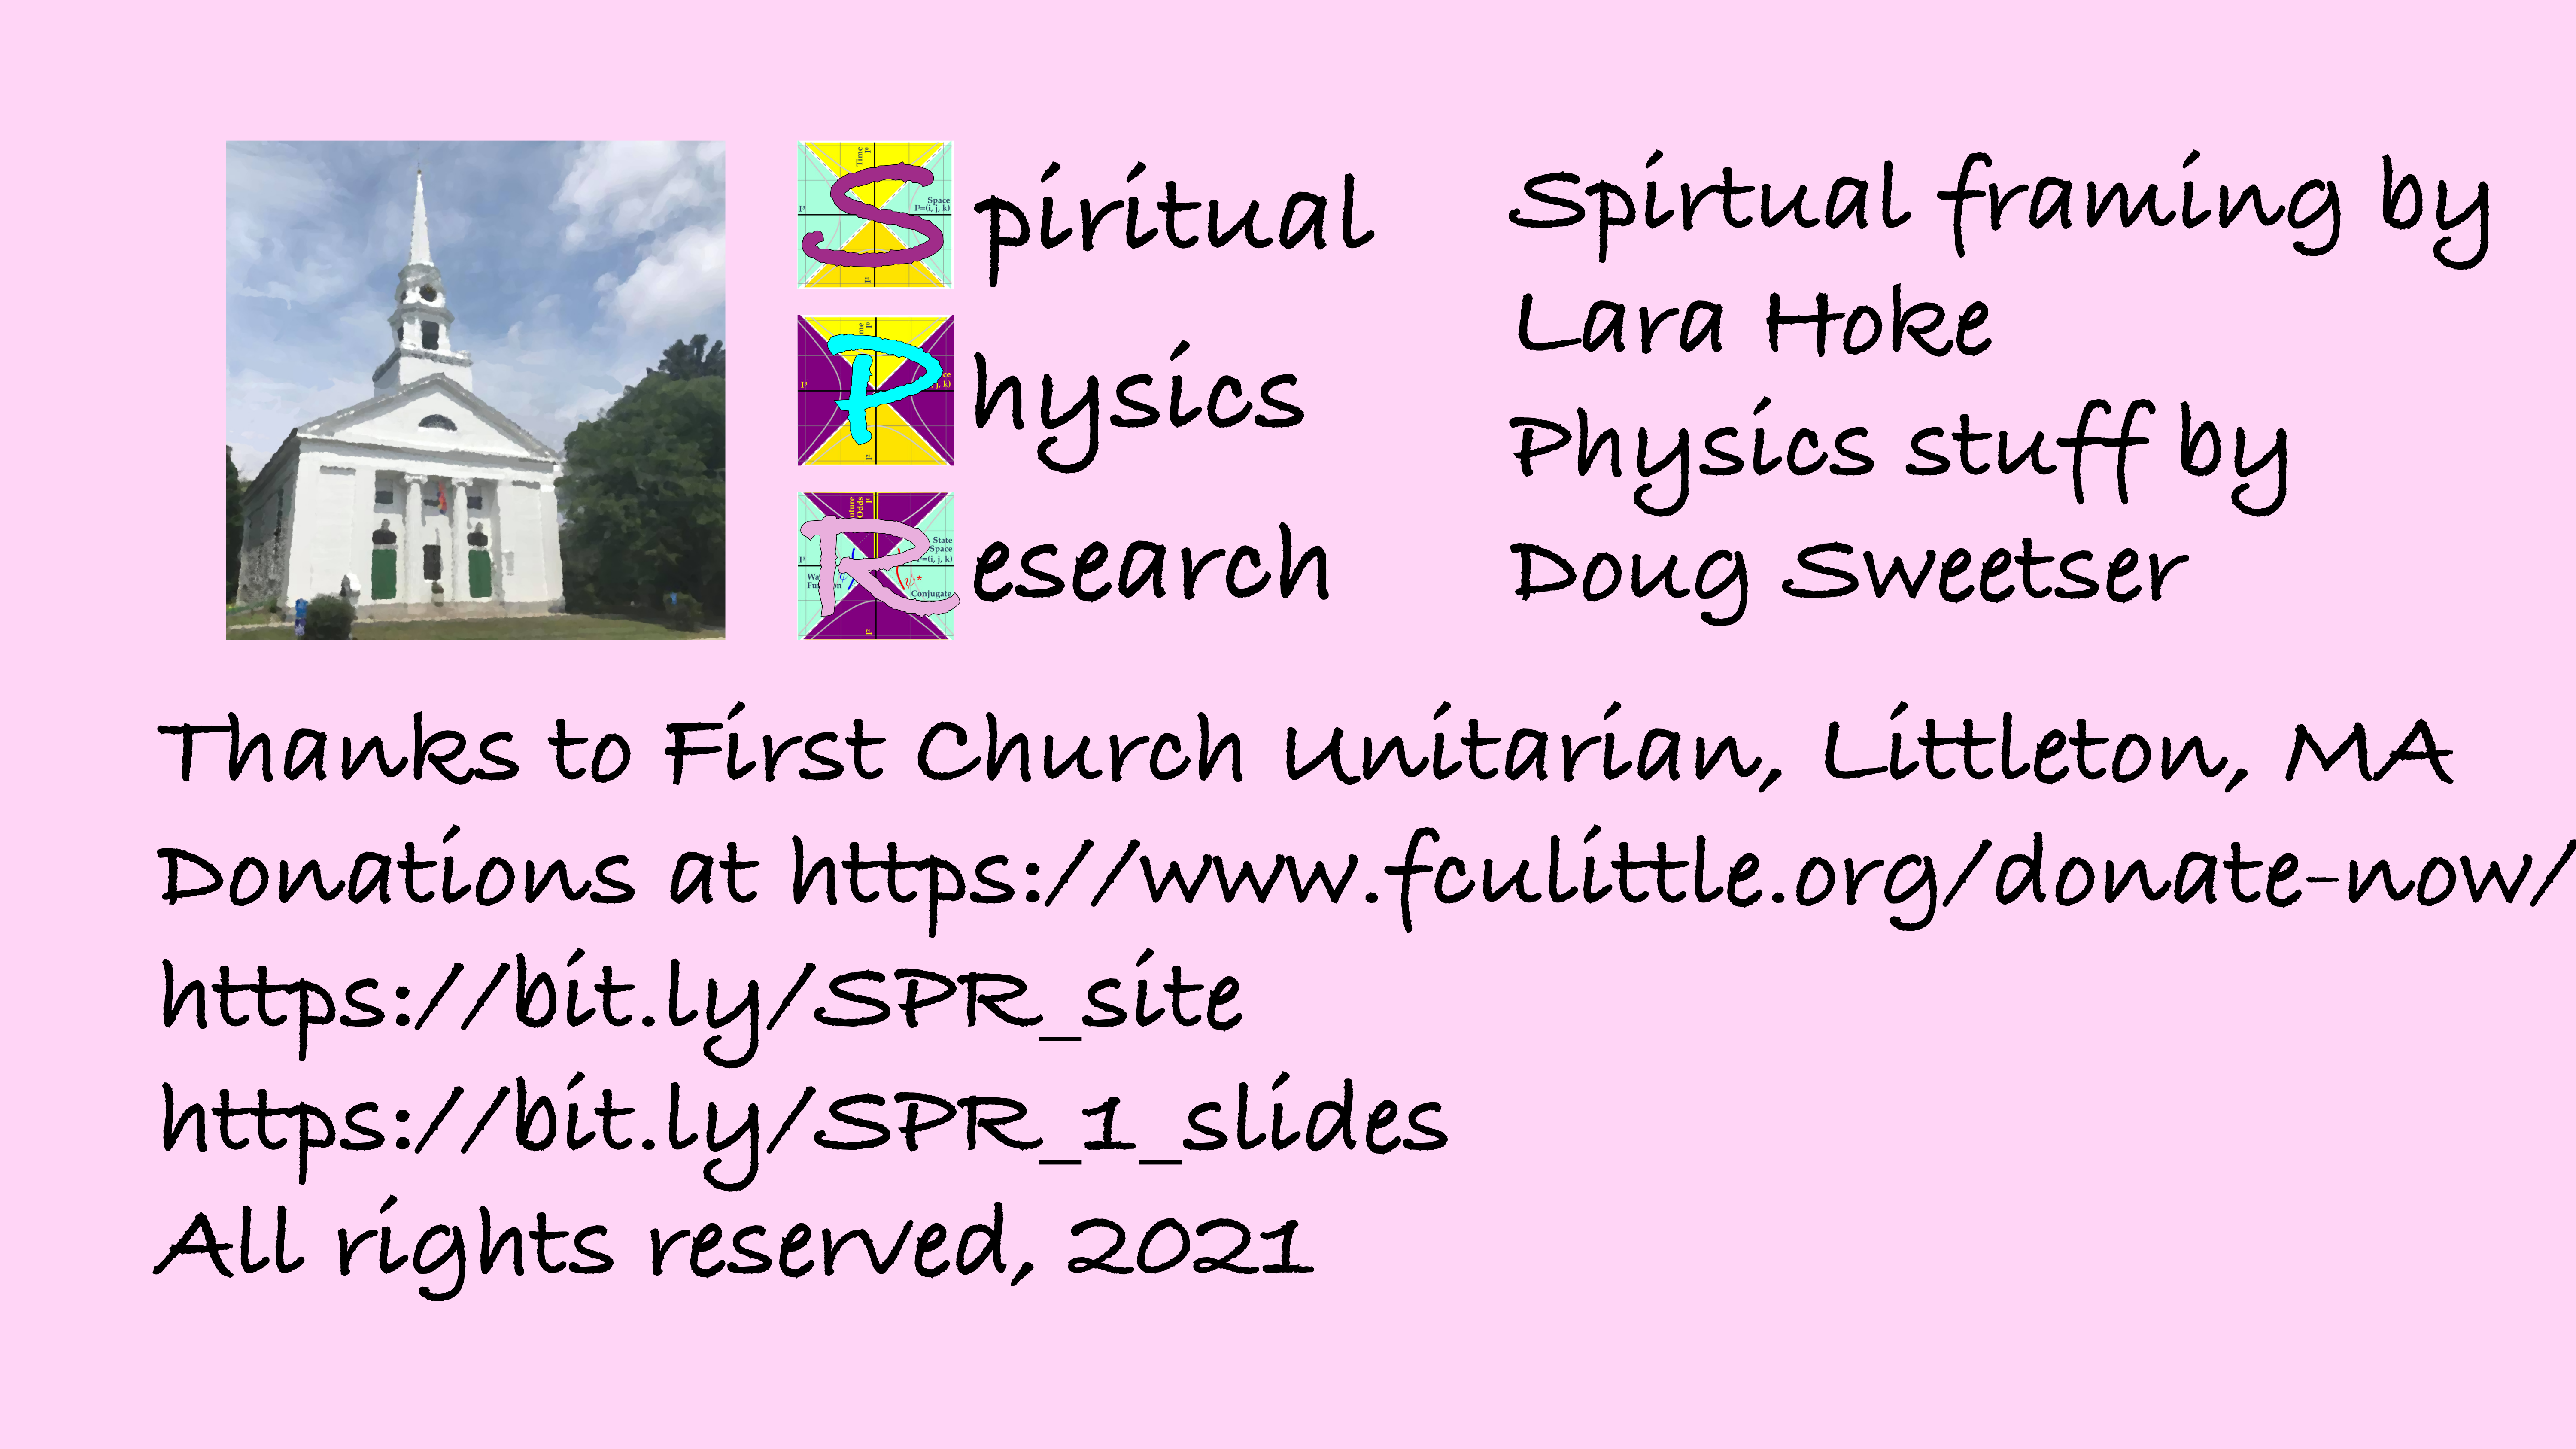 Spiritual
Physics
Research
Spirtual framing by
Lara Hoke
Physics stuff by
Doug Sweetser
Thanks to First Church Unitarian, Littleton, MA
Donations at https://www.fculittle.org/donate-now/
https://bit.ly/SPR_site
https://bit.ly/SPR_1_slides
All rights reserved, 2021